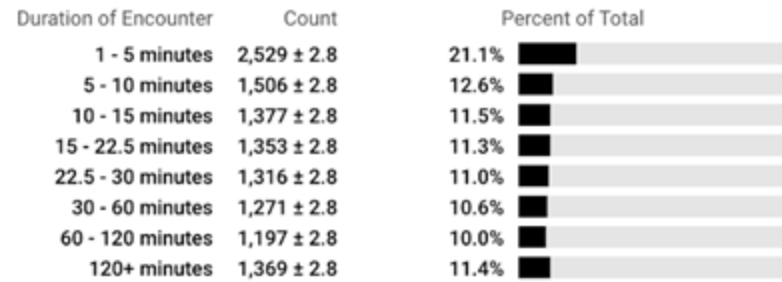 Duration of Encounter Count Percent of Total
1 - 5 minutes 2,529 ± 2.8 21.1%
5 - 10 minutes 1,506 ± 2.8 12.6%
10 - 15 minutes 1,377 ± 2.8 11.5%
15 - 22.5 minutes 1,353 ± 2.8 11.3%
22.5 - 30 minutes 1,316 ± 2.8 11.0%
30 - 60 minutes 1,271 ± 2.8 10.6%
60 - 120 minutes 1,197 ± 2.8 10.0%
120+ minutes 1,369 ± 2.8 11.4%